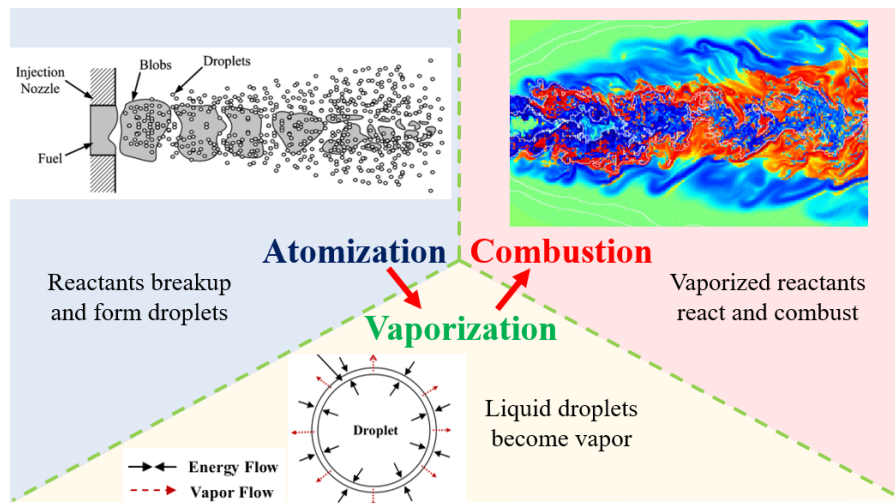 Injection
Nozzle
Blobs
Droplets
Fuel
Atomization
Combustion
Reactants breakup
and form droplets
Vaporized reactants
react and combust
Vaporization
Droplet
Liquid droplets
become vapor
Energy Flow
Vapor Flow